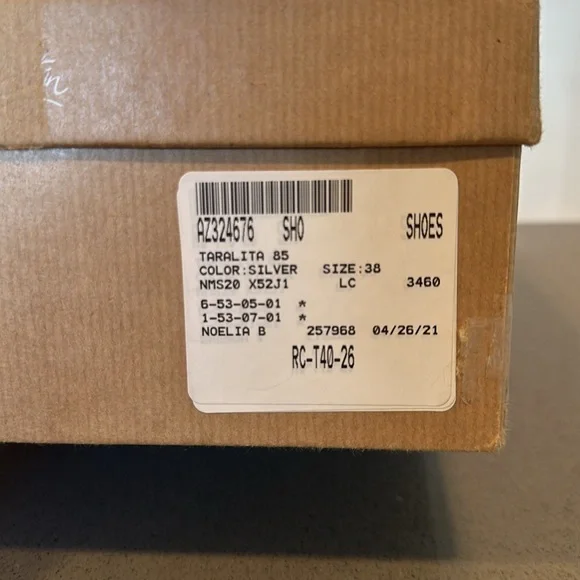 AZ324676 SHO SHOES
TARALITA 85
COLOR:SILVER SIZE:38
NMS20 X52J1 LC 3460
6-53-05-01 *
1-53-07-01 *
NOELIA B 257968 04/26/21
RC-T40-26